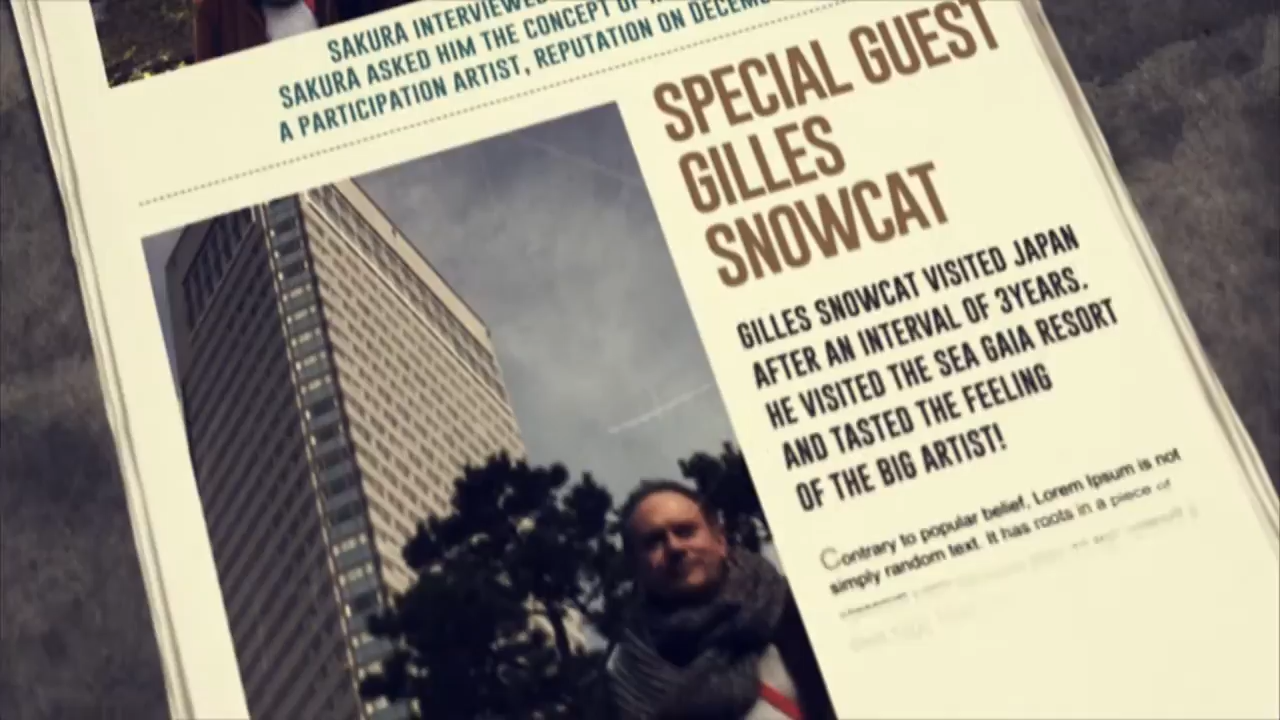 SAKURA INTERVIEWED
SAKURA ASKED HIM THE CONCEPT OF
A PARTICIPATION ARTIST, REPUTATION ON
SPECIAL GUEST
GILLES
SNOWCAT
GILLES SNOWCAT VISITED JAPAN
AFTER AN INTERVAL OF 3YEARS.
HE VISITED THE SEA GAIA RESORT
AND TASTED THE FEELING
OF THE BIG ARTIST!
Contrary to popular belief, Lorem Ipsum is not
simply random text. It has roots in a piece of